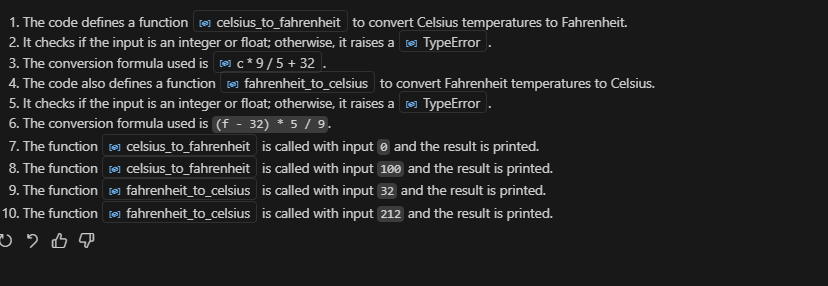 1. The code defines a function celsius_to_fahrenheit to convert Celsius temperatures to Fahrenheit.
2. It checks if the input is an integer or float; otherwise, it raises a TypeError.
3. The conversion formula used is c * 9 / 5 + 32.
4. The code also defines a function fahrenheit_to_celsius to convert Fahrenheit temperatures to Celsius.
5. It checks if the input is an integer or float; otherwise, it raises a TypeError.
6. The conversion formula used is (f - 32) * 5 / 9.
7. The function celsius_to_fahrenheit is called with input 0 and the result is printed.
8. The function celsius_to_fahrenheit is called with input 100 and the result is printed.
9. The function fahrenheit_to_celsius is called with input 32 and the result is printed.
10. The function fahrenheit_to_celsius is called with input 212 and the result is printed.